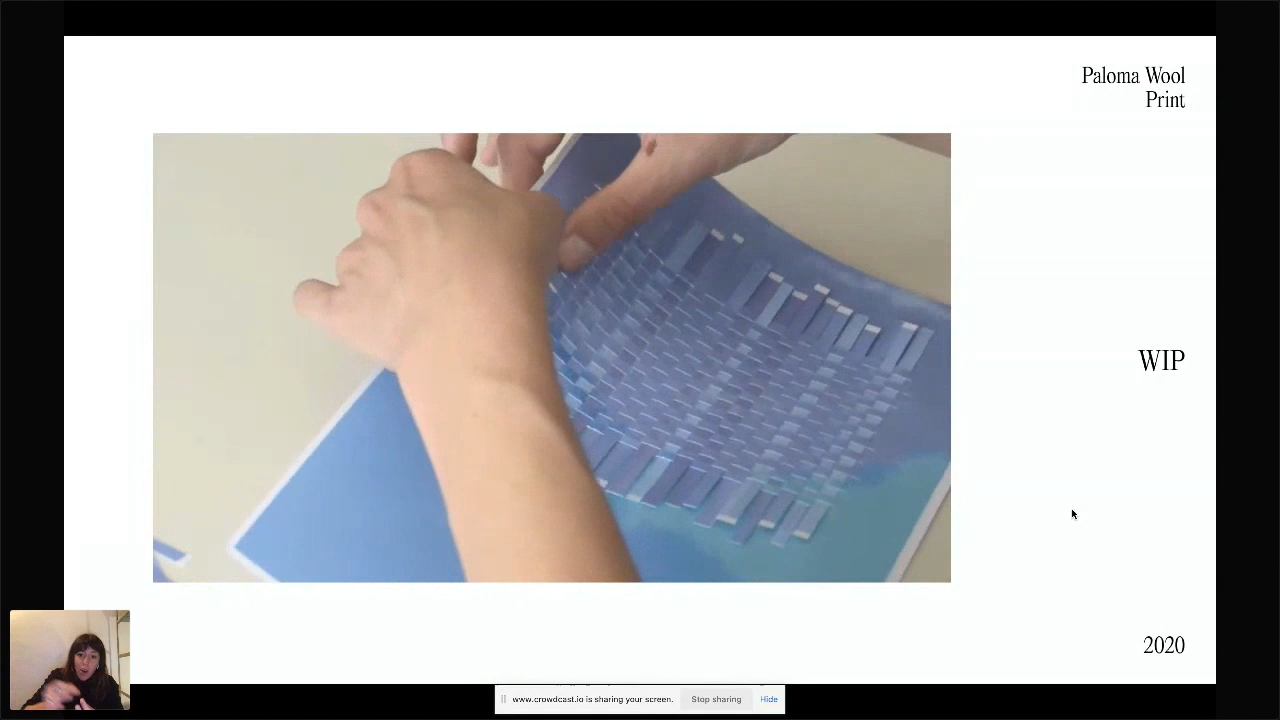 Paloma Wool
Print
WIP
2020
www.crowdcast.io is sharing your screen.
Stop sharing
Hide